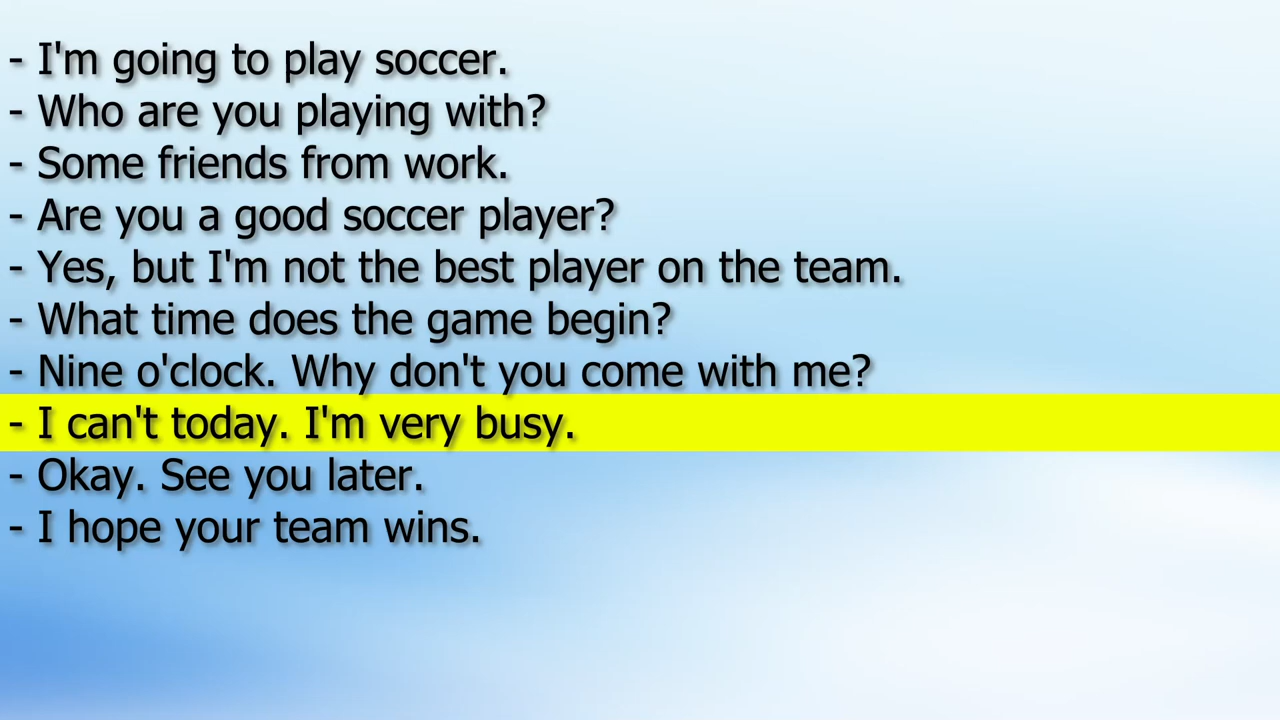 - I'm going to play soccer.
- Who are you playing with?
- Some friends from work.
- Are you a good soccer player?
- Yes, but I'm not the best player on the team.
- What time does the game begin?
- Nine o'clock. Why don't you come with me?
- I can't today. I'm very busy.
- Okay. See you later.
- I hope your team wins.